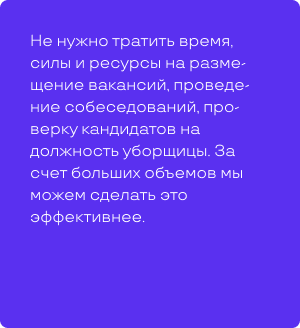 Не нужно тратить время,
силы и ресурсы на разме-
щение вакансий, проведе-
ние собеседований, про-
верку кандидатов на
должность уборщицы. За
счет больших объемов мы
можем сделать это
эффективнее.